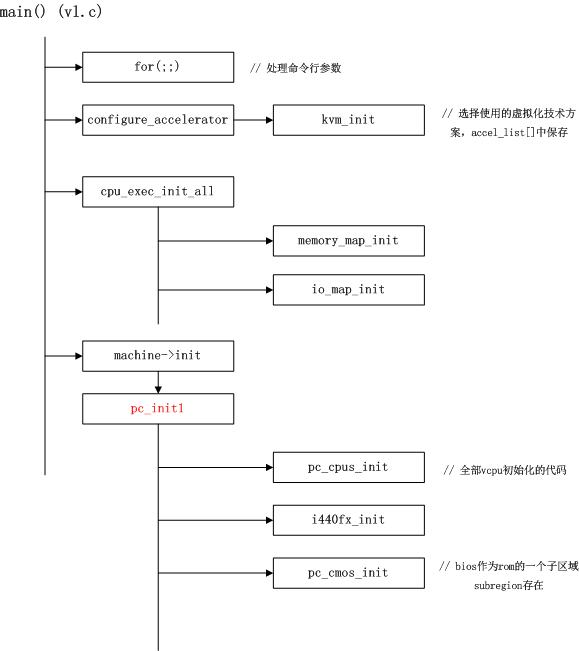 main() (vl.c)
for(;;)
// 处理命令行参数
configure_accelerator
kvm_init
// 选择使用的虚拟化技术方
案，accel_list[]中保存
cpu_exec_init_all
memory_map_init
io_map_init
machine->init
pc_init1
pc_cpus_init
// 全部vcpu初始化的代码
i440fx_init
pc_cmos_init
// bios作为rom的一个子区域
subregion存在